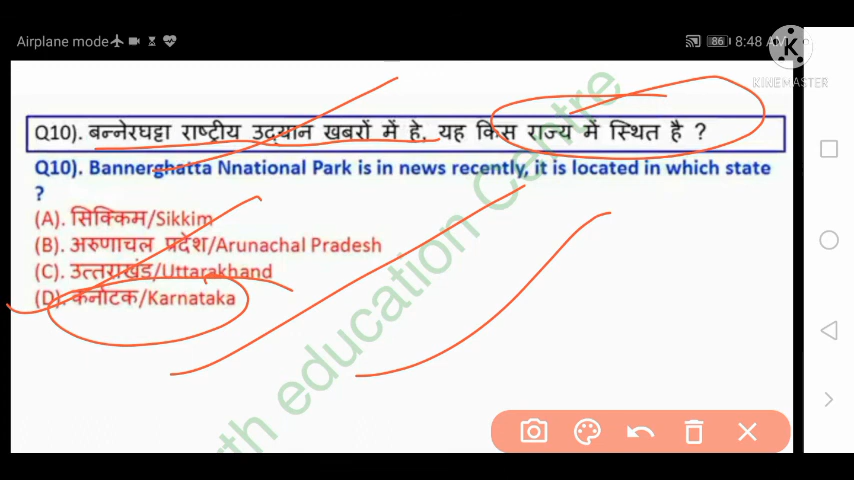 Airplane mode
86 8:48 AM
K
KINEMASTER
Q10). बन्नेरघट्टा राष्ट्रीय उद्यान खबरों में हे, यह किस राज्य में स्थित है ?
Q10). Bannerghatta Nnational Park is in news recently, it is located in which state
?
(A). सिक्किम/Sikkim
(B). अरुणाचल प्रदेश/Arunachal Pradesh
(C). उत्तराखंड/Uttarakhand
(D). कर्नाटक/Karnataka
rth education Centre